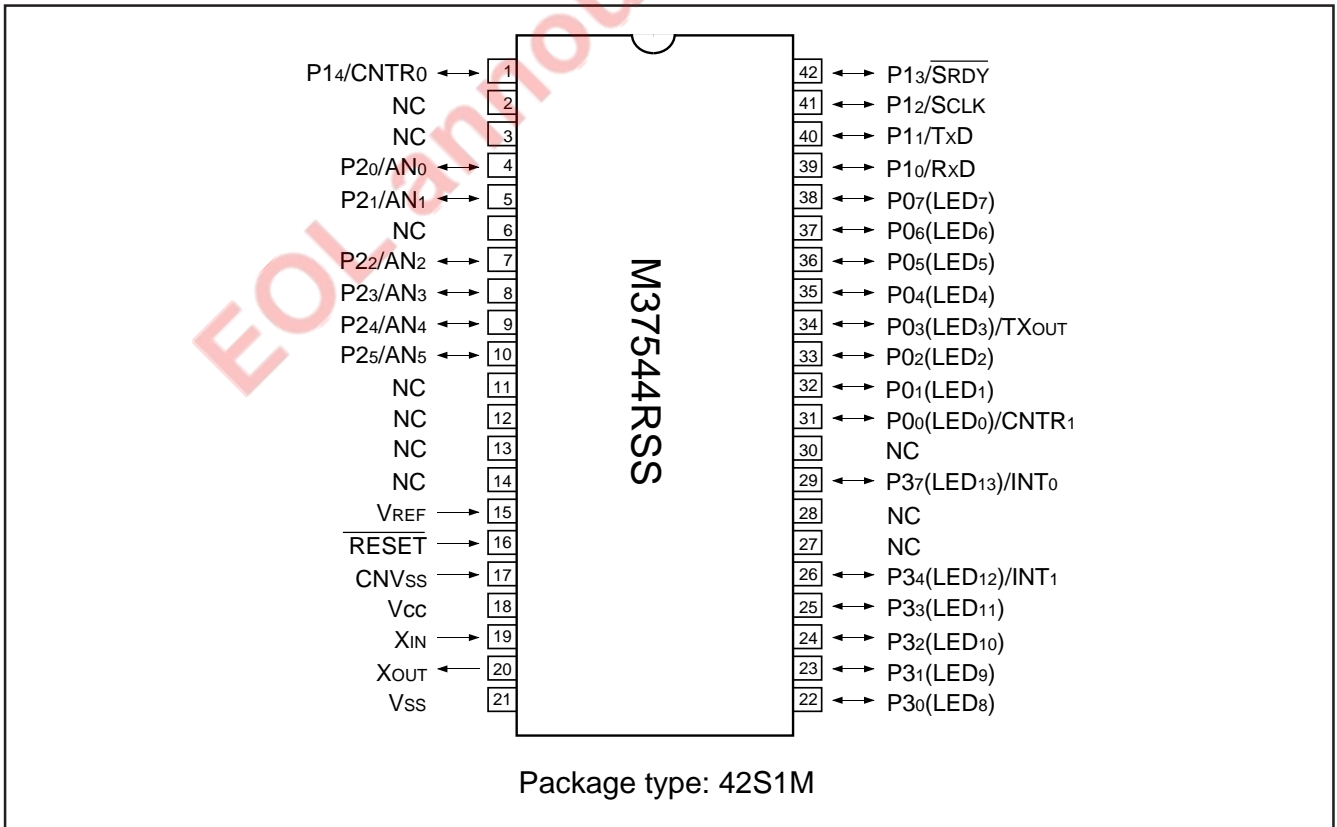 P14/CNTR0 1
NC 2
NC 3
P20/AN0 4
P21/AN1 5
NC 6
P22/AN2 7
P23/AN3 8
P24/AN4 9
P25/AN5 10
NC 11
NC 12
NC 13
NC 14
VREF 15
RESET 16
CNVSS 17
Vcc 18
XIN 19
XOUT 20
VSS 21
M37544RSS
42 P13/SRDY
41 P12/SCLK
40 P11/TxD
39 P10/RxD
38 P07(LED7)
37 P06(LED6)
36 P05(LED5)
35 P04(LED4)
34 P03(LED3)/TXOUT
33 P02(LED2)
32 P01(LED1)
31 P00(LED0)/CNTR1
30 NC
29 P37(LED13)/INT0
28 NC
27 NC
26 P34(LED12)/INT1
25 P33(LED11)
24 P32(LED10)
23 P31(LED9)
22 P30(LED8)
Package type: 42S1M
EOL